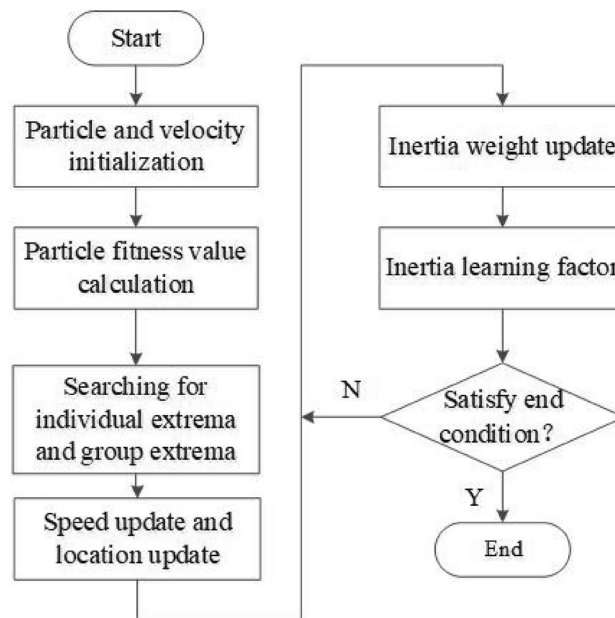 Start
Particle and velocity
initialization
Particle fitness value
calculation
Searching for
individual extrema
and group extrema
Speed update and
location update
Inertia weight update
Inertia learning factor
N
Satisfy end
condition?
Y
End